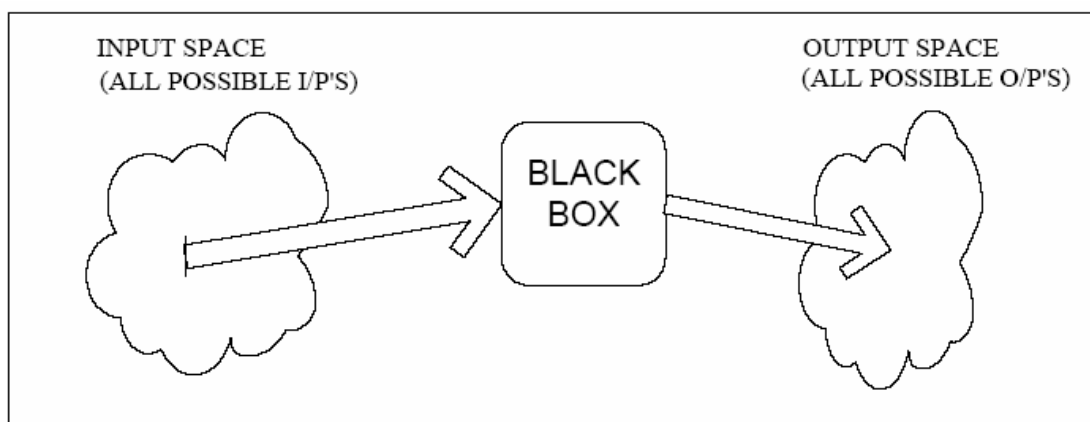 INPUT SPACE
(ALL POSSIBLE I/P'S)
BLACK
BOX
OUTPUT SPACE
(ALL POSSIBLE O/P'S)